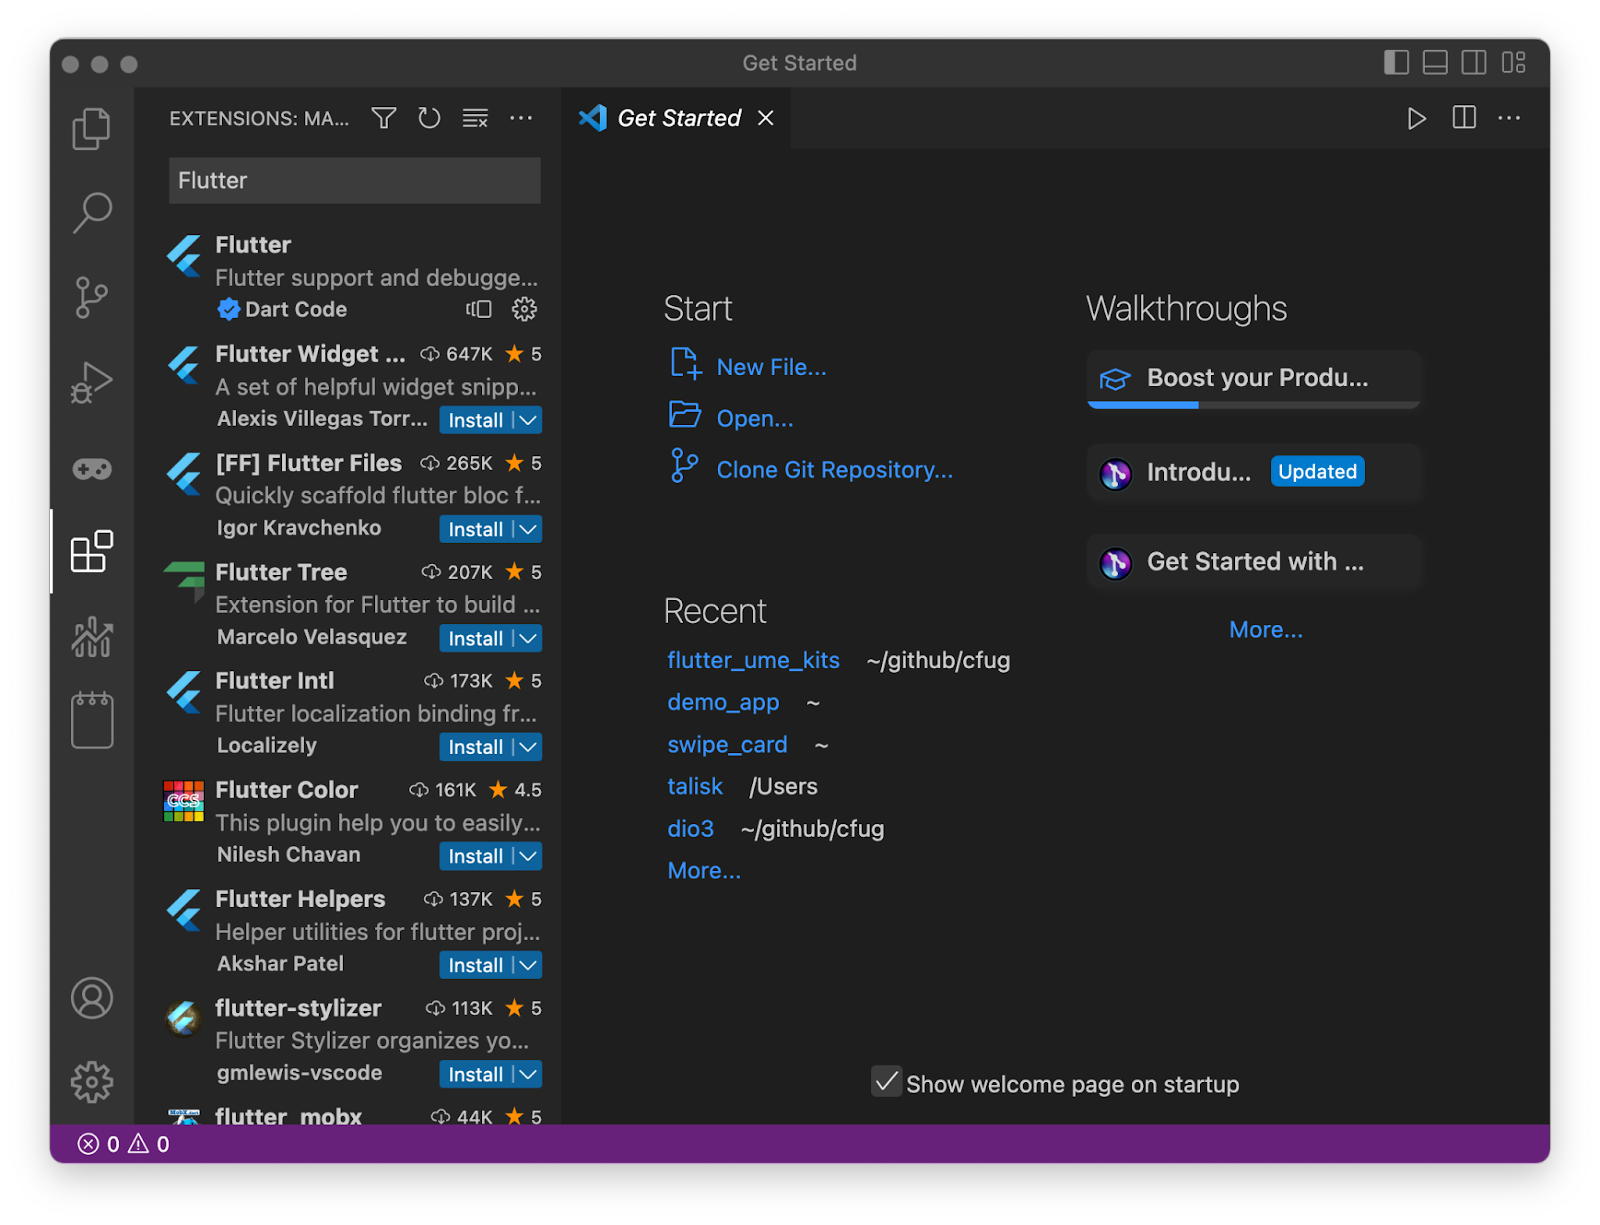 Get Started
EXTENSIONS: MA...
Get Started
Flutter
Flutter
Flutter support and debugge...
Dart Code
Flutter Widget ... 647K 5
A set of helpful widget snipp...
Alexis Villegas Torr... Install
[FF] Flutter Files 265K 5
Quickly scaffold flutter bloc f...
Igor Kravchenko Install
Flutter Tree 207K 5
Extension for Flutter to build ...
Marcelo Velasquez Install
Flutter Intl 173K 5
Flutter localization binding fr...
Localizely Install
CCS
Flutter Color 161K 4.5
This plugin help you to easily...
Nilesh Chavan Install
Flutter Helpers 137K 5
Helper utilities for flutter proj...
Akshar Patel Install
flutter-stylizer 113K 5
Flutter Stylizer organizes yo...
gmlewis-vscode Install
flutter_mobx 44K 5
Start
New File...
Open...
Clone Git Repository...
Recent
flutter_ume_kits ~/github/cfug
demo_app ~
swipe_card ~
talisk /Users
dio3 ~/github/cfug
More...
Walkthroughs
Boost your Produ...
Introdu... Updated
Get Started with ...
More...
Show welcome page on startup
0 0